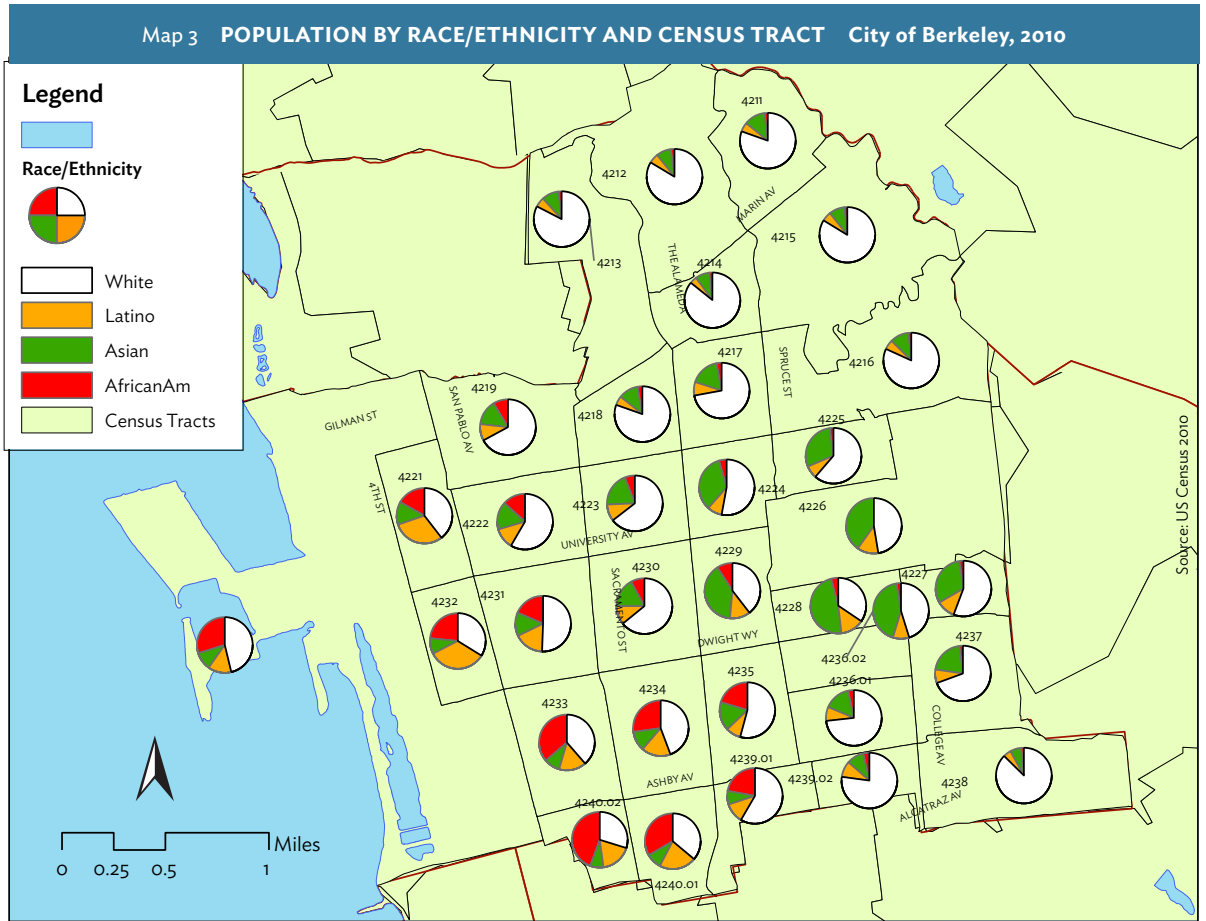 Map 3 POPULATION BY RACE/ETHNICITY AND CENSUS TRACT City of Berkeley, 2010
Legend
Race/Ethnicity
White
Latino
Asian
AfricanAm
Census Tracts
4211
4212
MARIN AV
4215
4213
THE ALAMEDA
4214
4217
SPRUCE ST
4216
4219
SAN PABLO AV
GILMAN ST
4218
4225
4221
4TH ST
4222
4223
UNIVERSITY AV
4224
4226
4229
4230
SACRAMENTO ST
4231
4232
4228
4227
DWIGHT WY
4236.02
4237
4236.01
4235
4234
4233
COLLEGE AV
ASHBY AV
4239.01
4239.02
4238
ALCATRAZ AV
4240.02
4240.01
Miles
0 0.25 0.5 1
Source: US Census 2010